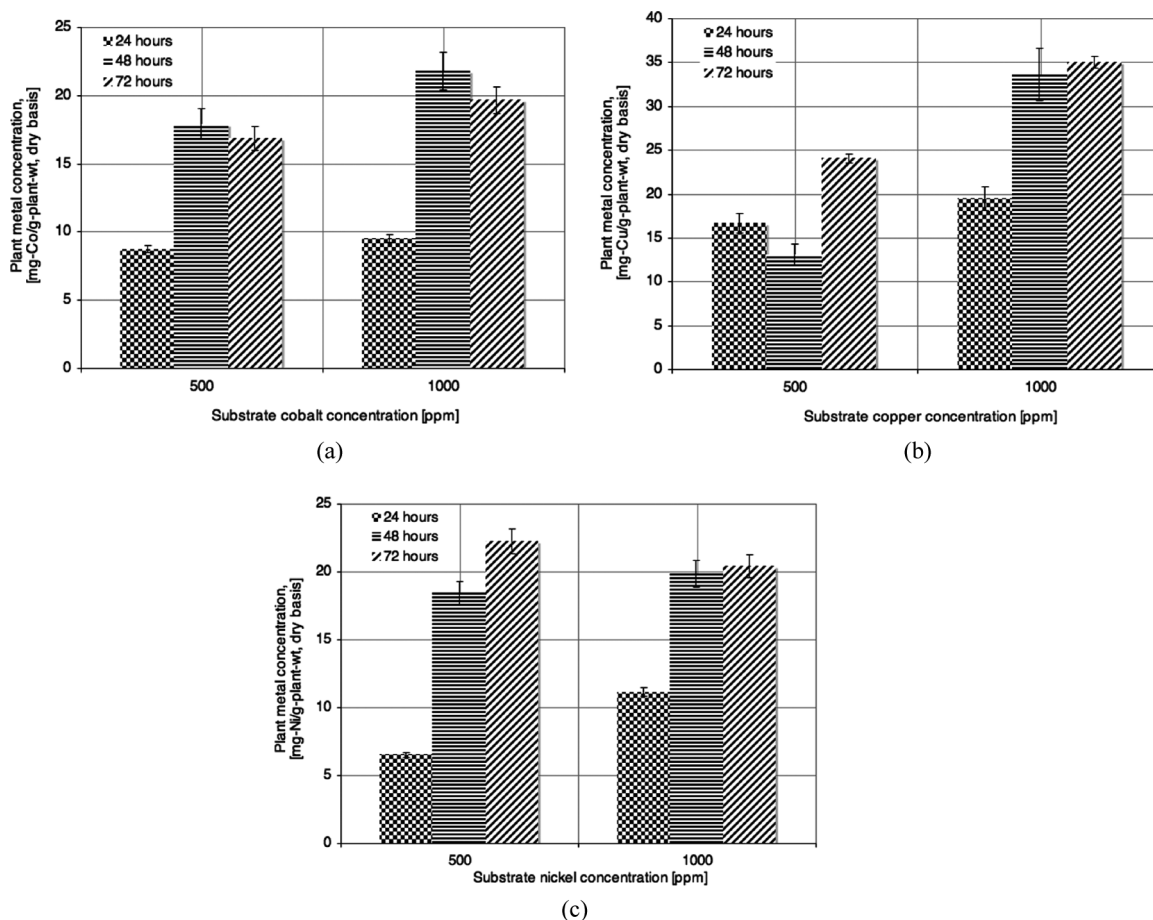 25
20
15
10
5
0
Plant metal concentration,
[mg-Co/g-plant-wt, dry basis]
24 hours
48 hours
72 hours
500
1000
Substrate cobalt concentration [ppm]
(a)
40
35
30
25
20
15
10
5
0
Plant metal concentration,
[mg-Cu/g-plant-wt, dry basis]
24 hours
48 hours
72 hours
500
1000
Substrate copper concentration [ppm]
(b)
25
20
15
10
5
0
Plant metal concentration,
[mg-Ni/g-plant-wt, dry basis]
24 hours
48 hours
72 hours
500
1000
Substrate nickel concentration [ppm]
(c)